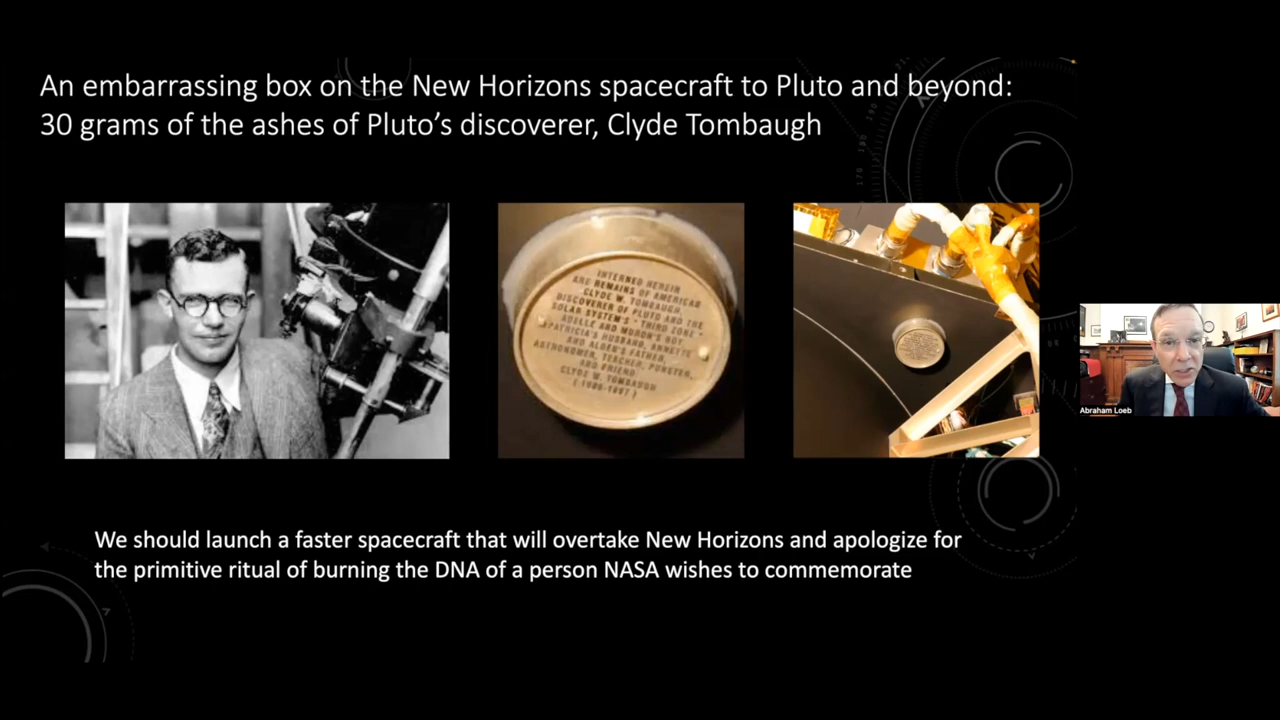 An embarrassing box on the New Horizons spacecraft to Pluto and beyond:
30 grams of the ashes of Pluto's discoverer, Clyde Tombaugh
INTERNED HEREIN
ARE REMAINS OF AMERICAN
CLYDE W. TOMBAUGH,
DISCOVERER OF PLUTO AND THE
SOLAR SYSTEM'S "THIRD ZONE"
ADELLE AND MURON'S BOY,
PATRICIA'S HUSBAND, ANNETTE
AND ALDEN'S FATHER,
ASTRONOMER, TEACHER, PUNSTER,
AND FRIEND
CLYDE W. TOMBAUGH
(1906-1997)
Abraham Loeb
We should launch a faster spacecraft that will overtake New Horizons and apologize for
the primitive ritual of burning the DNA of a person NASA wishes to commemorate